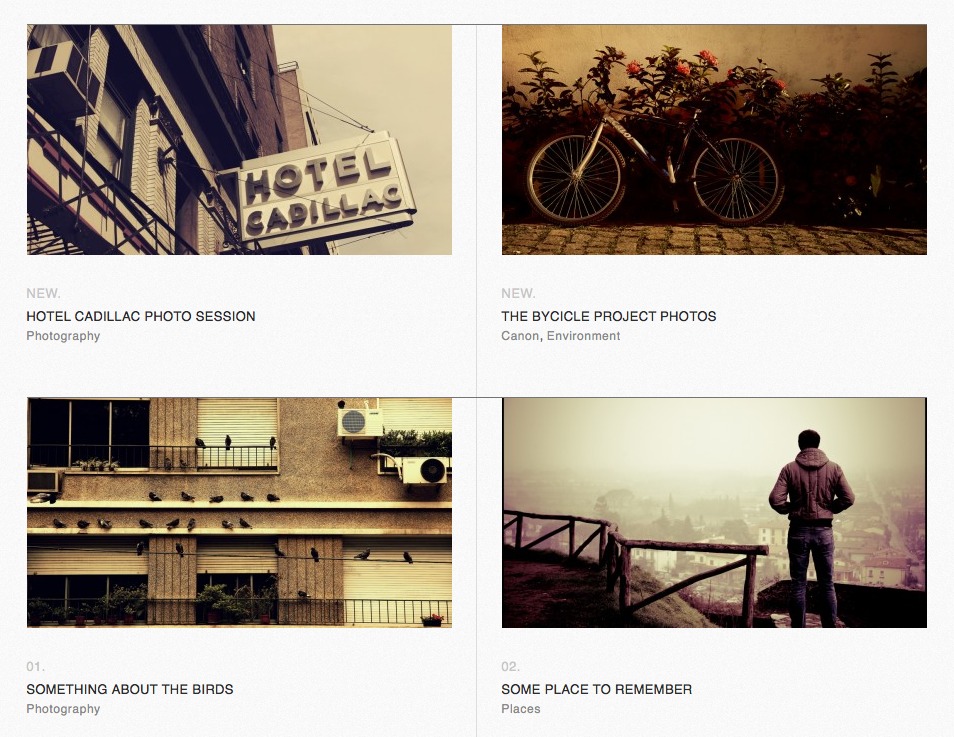 HOTEL
CADILLAC
NEW.
HOTEL CADILLAC PHOTO SESSION
Photography
NEW.
THE BYCICLE PROJECT PHOTOS
Canon, Environment
01.
SOMETHING ABOUT THE BIRDS
Photography
02.
SOME PLACE TO REMEMBER
Places